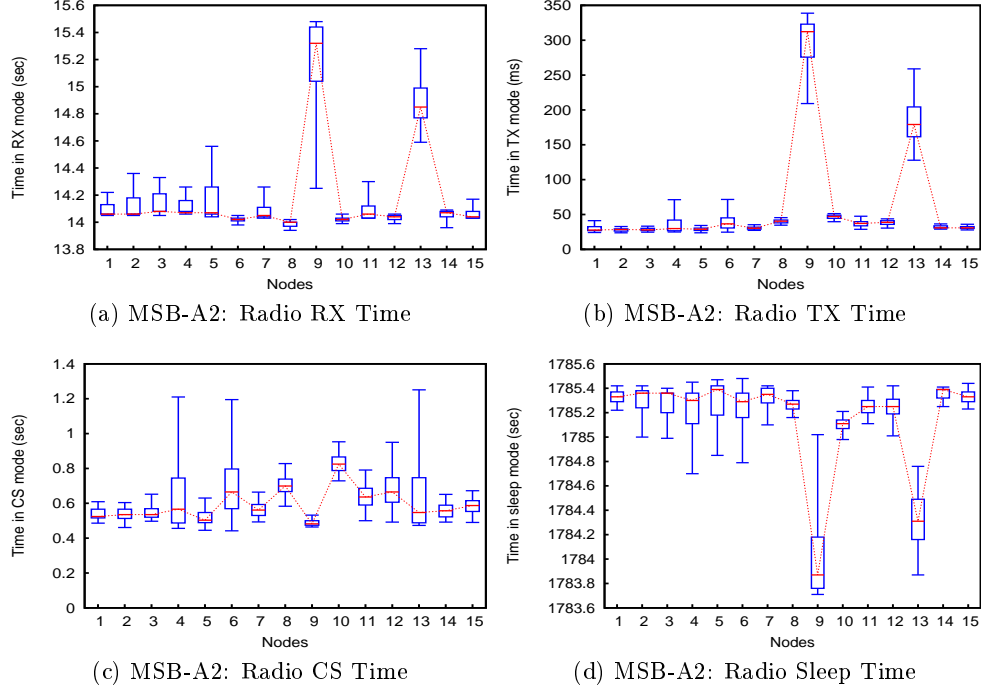 15.6
15.4
15.2
15
14.8
14.6
14.4
14.2
14
13.8
Time in RX mode (sec)
1 2 3 4 5 6 7 8 9 10 11 12 13 14 15
Nodes
(a) MSB-A2: Radio RX Time
350
300
250
200
150
100
50
0
Time in TX mode (ms)
1 2 3 4 5 6 7 8 9 10 11 12 13 14 15
Nodes
(b) MSB-A2: Radio TX Time
1.4
1.2
1
0.8
0.6
0.4
0.2
0
Time in CS mode (sec)
1 2 3 4 5 6 7 8 9 10 11 12 13 14 15
Nodes
(c) MSB-A2: Radio CS Time
1785.6
1785.4
1785.2
1785
1784.8
1784.6
1784.4
1784.2
1784
1783.8
1783.6
Time in sleep mode (sec)
1 2 3 4 5 6 7 8 9 10 11 12 13 14 15
Nodes
(d) MSB-A2: Radio Sleep Time